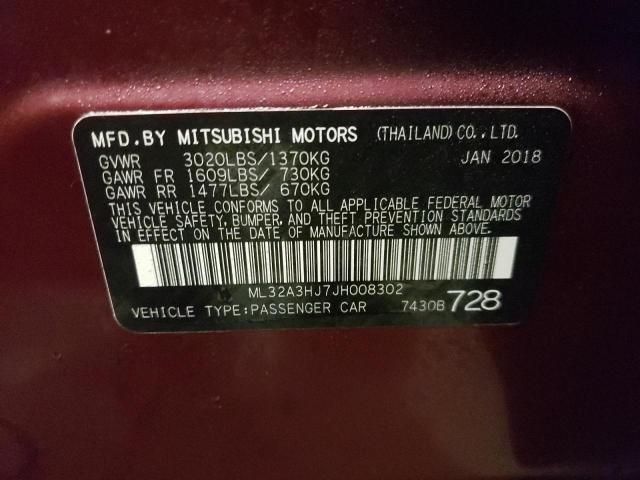 MFD.BY MITSUBISHI MOTORS (THAILAND)CO.,LTD.
GVWR 3020LBS/1370KG JAN 2018
GAWR FR 1609LBS/ 730KG
GAWR RR 1477LBS/ 670KG
THIS VEHICLE CONFORMS TO ALL APPLICABLE FEDERAL MOTOR
VEHICLE SAFETY, BUMPER, AND THEFT PREVENTION STANDARDS
IN EFFECT ON THE DATE OF MANUFACTURE SHOWN ABOVE.
ML32A3HJ7JH008302
VEHICLE TYPE:PASSENGER CAR 7430B 728